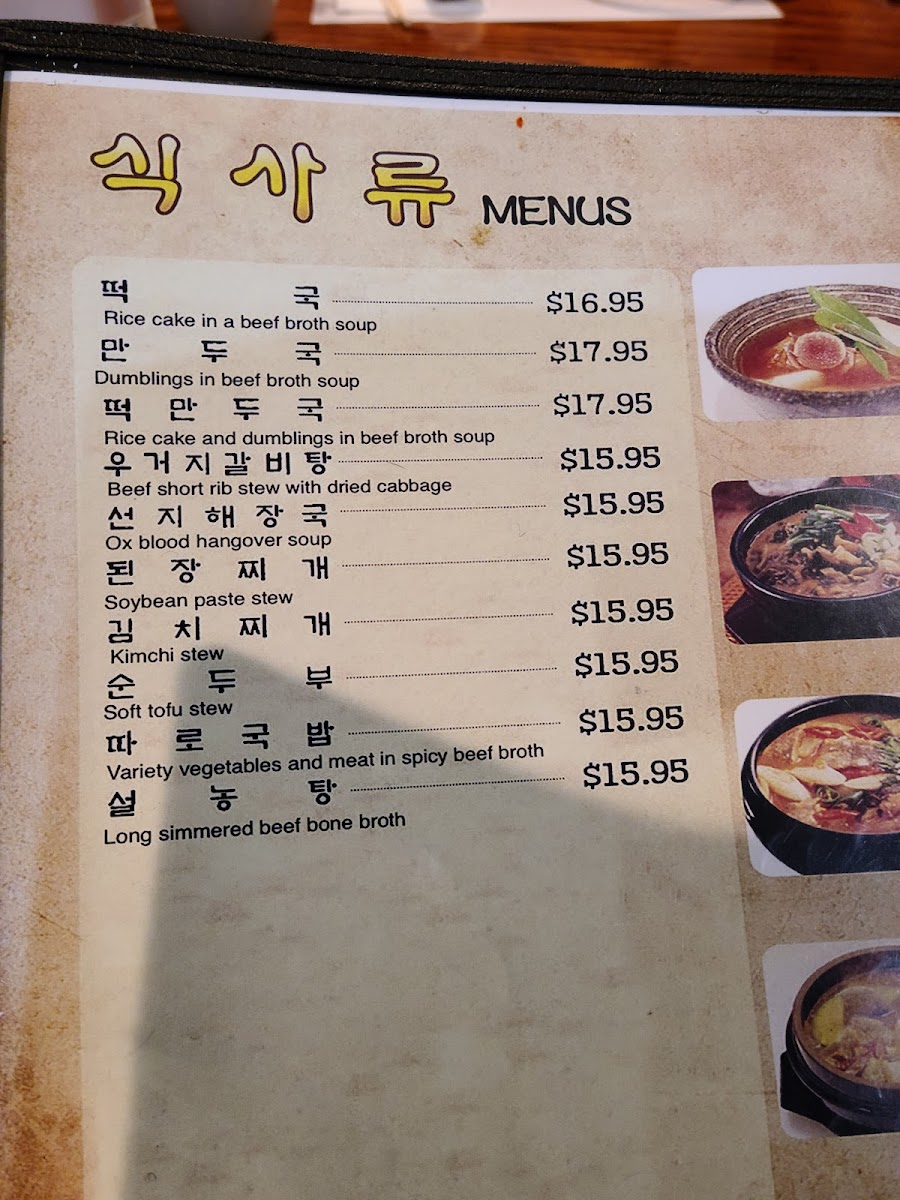 식사류 MENUS
떡국 $16.95
Rice cake in a beef broth soup
만두국 $17.95
Dumblings in beef broth soup
떡만두국 $17.95
Rice cake and dumblings in beef broth soup
우거지갈비탕 $15.95
Beef short rib stew with dried cabbage
선지해장국 $15.95
Ox blood hangover soup
된장찌개 $15.95
Soybean paste stew
김치찌개 $15.95
Kimchi stew
순두부 $15.95
Soft tofu stew
따로국밥 $15.95
Variety vegetables and meat in spicy beef broth
설농탕 $15.95
Long simmered beef bone broth